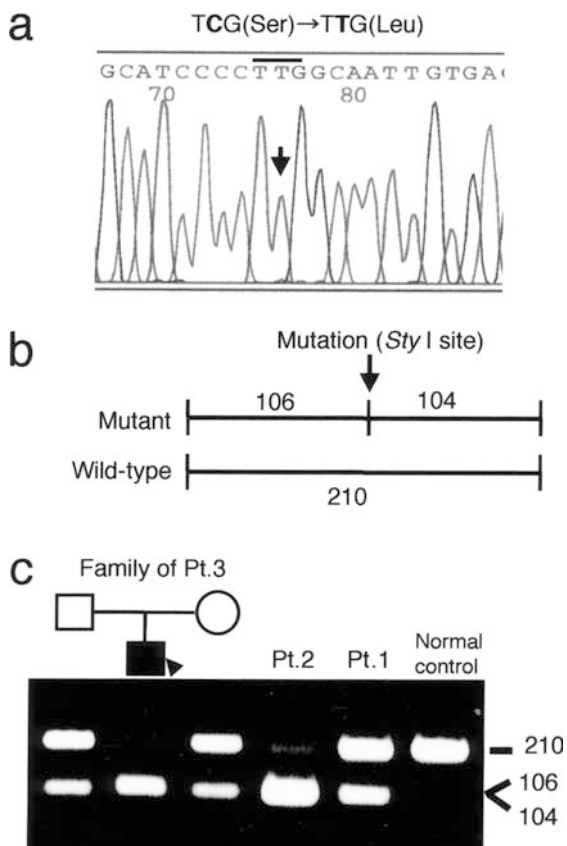 a
TCG(Ser)→TTG(Leu)
GCATCCCCTTGGCAATTGTGAG
70 80
b
Mutation (Sty I site)
Mutant 106 104
Wild-type
210
c
Family of Pt.3
Pt.2 Pt.1 Normal control
210
106
104